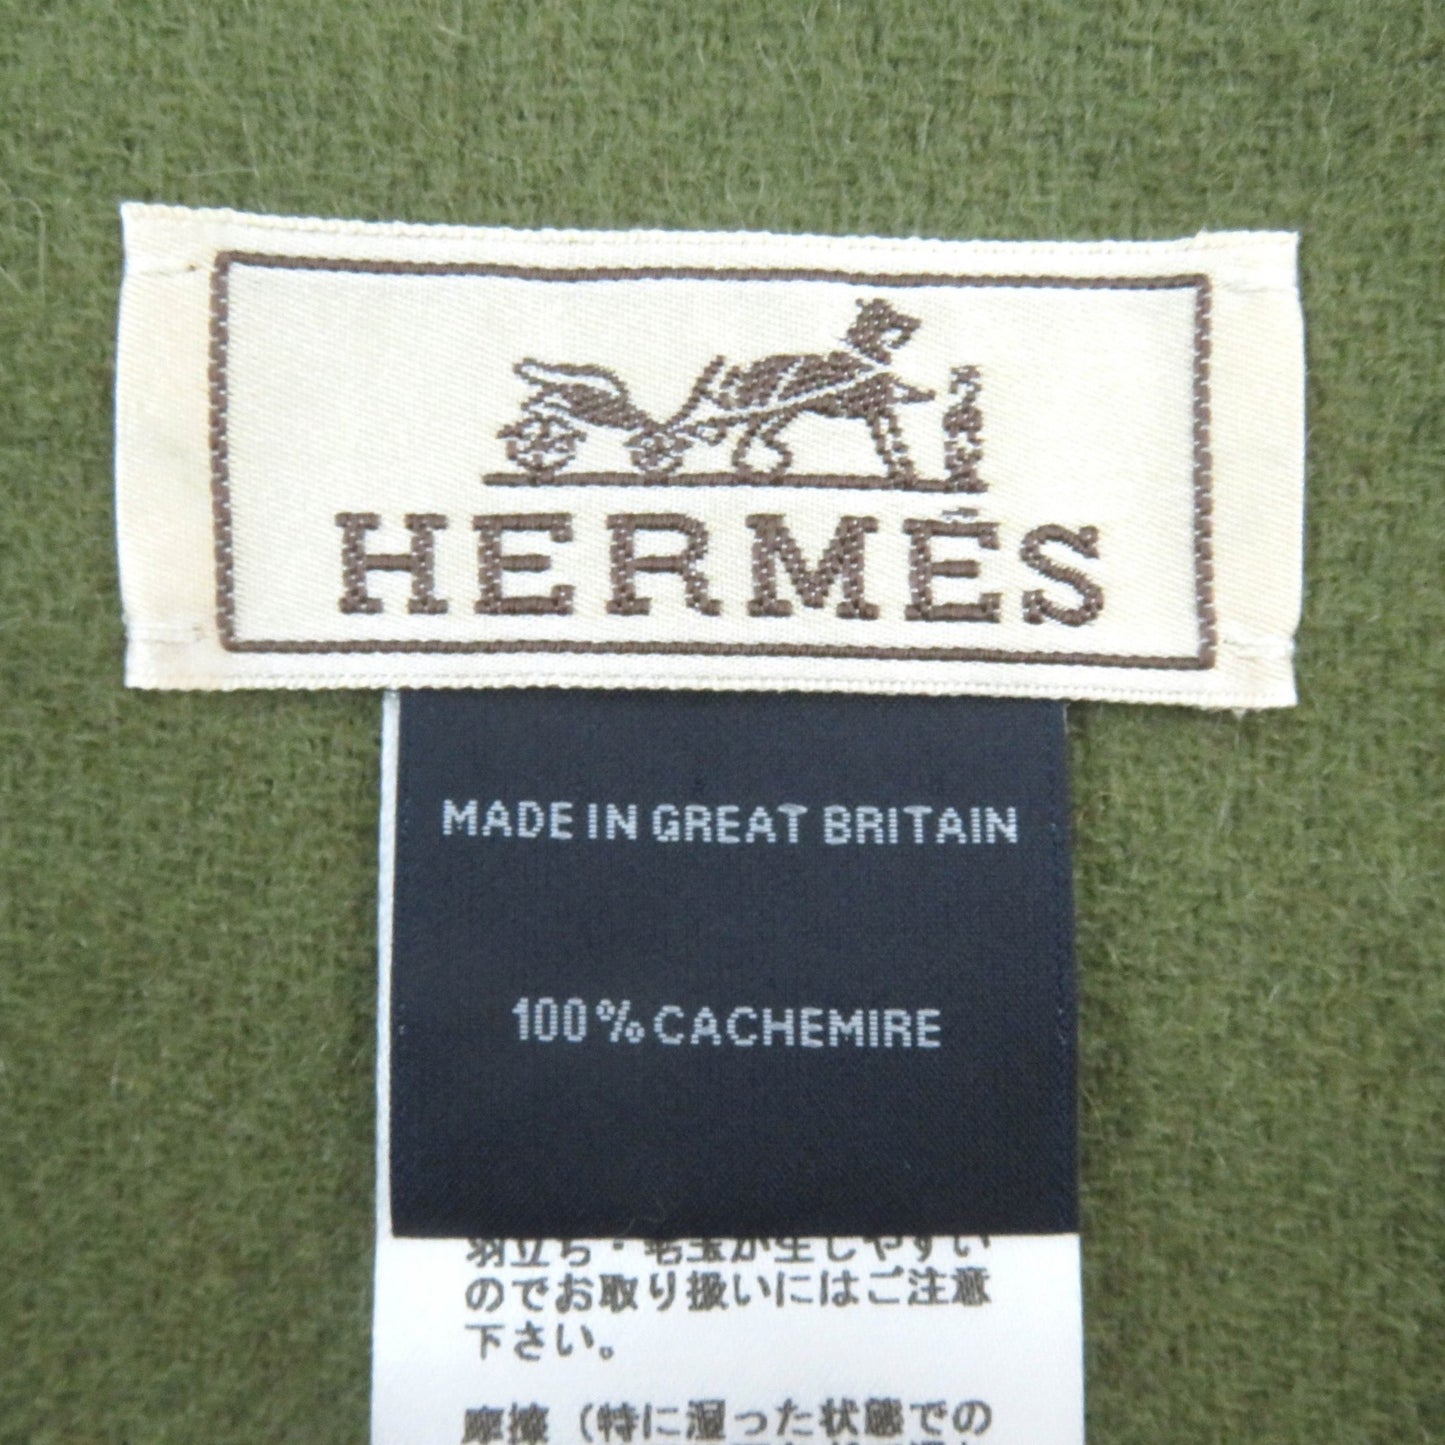 HERMÈS
MADE IN GREAT BRITAIN
100% CACHEMIRE
羽立ち・毛玉が生じやすい
のでお取り扱いにはご注意
下さい。
摩擦（特に湿った状態での